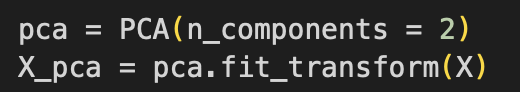 pca = PCA(n_components = 2)
X_pca = pca.fit_transform(X)